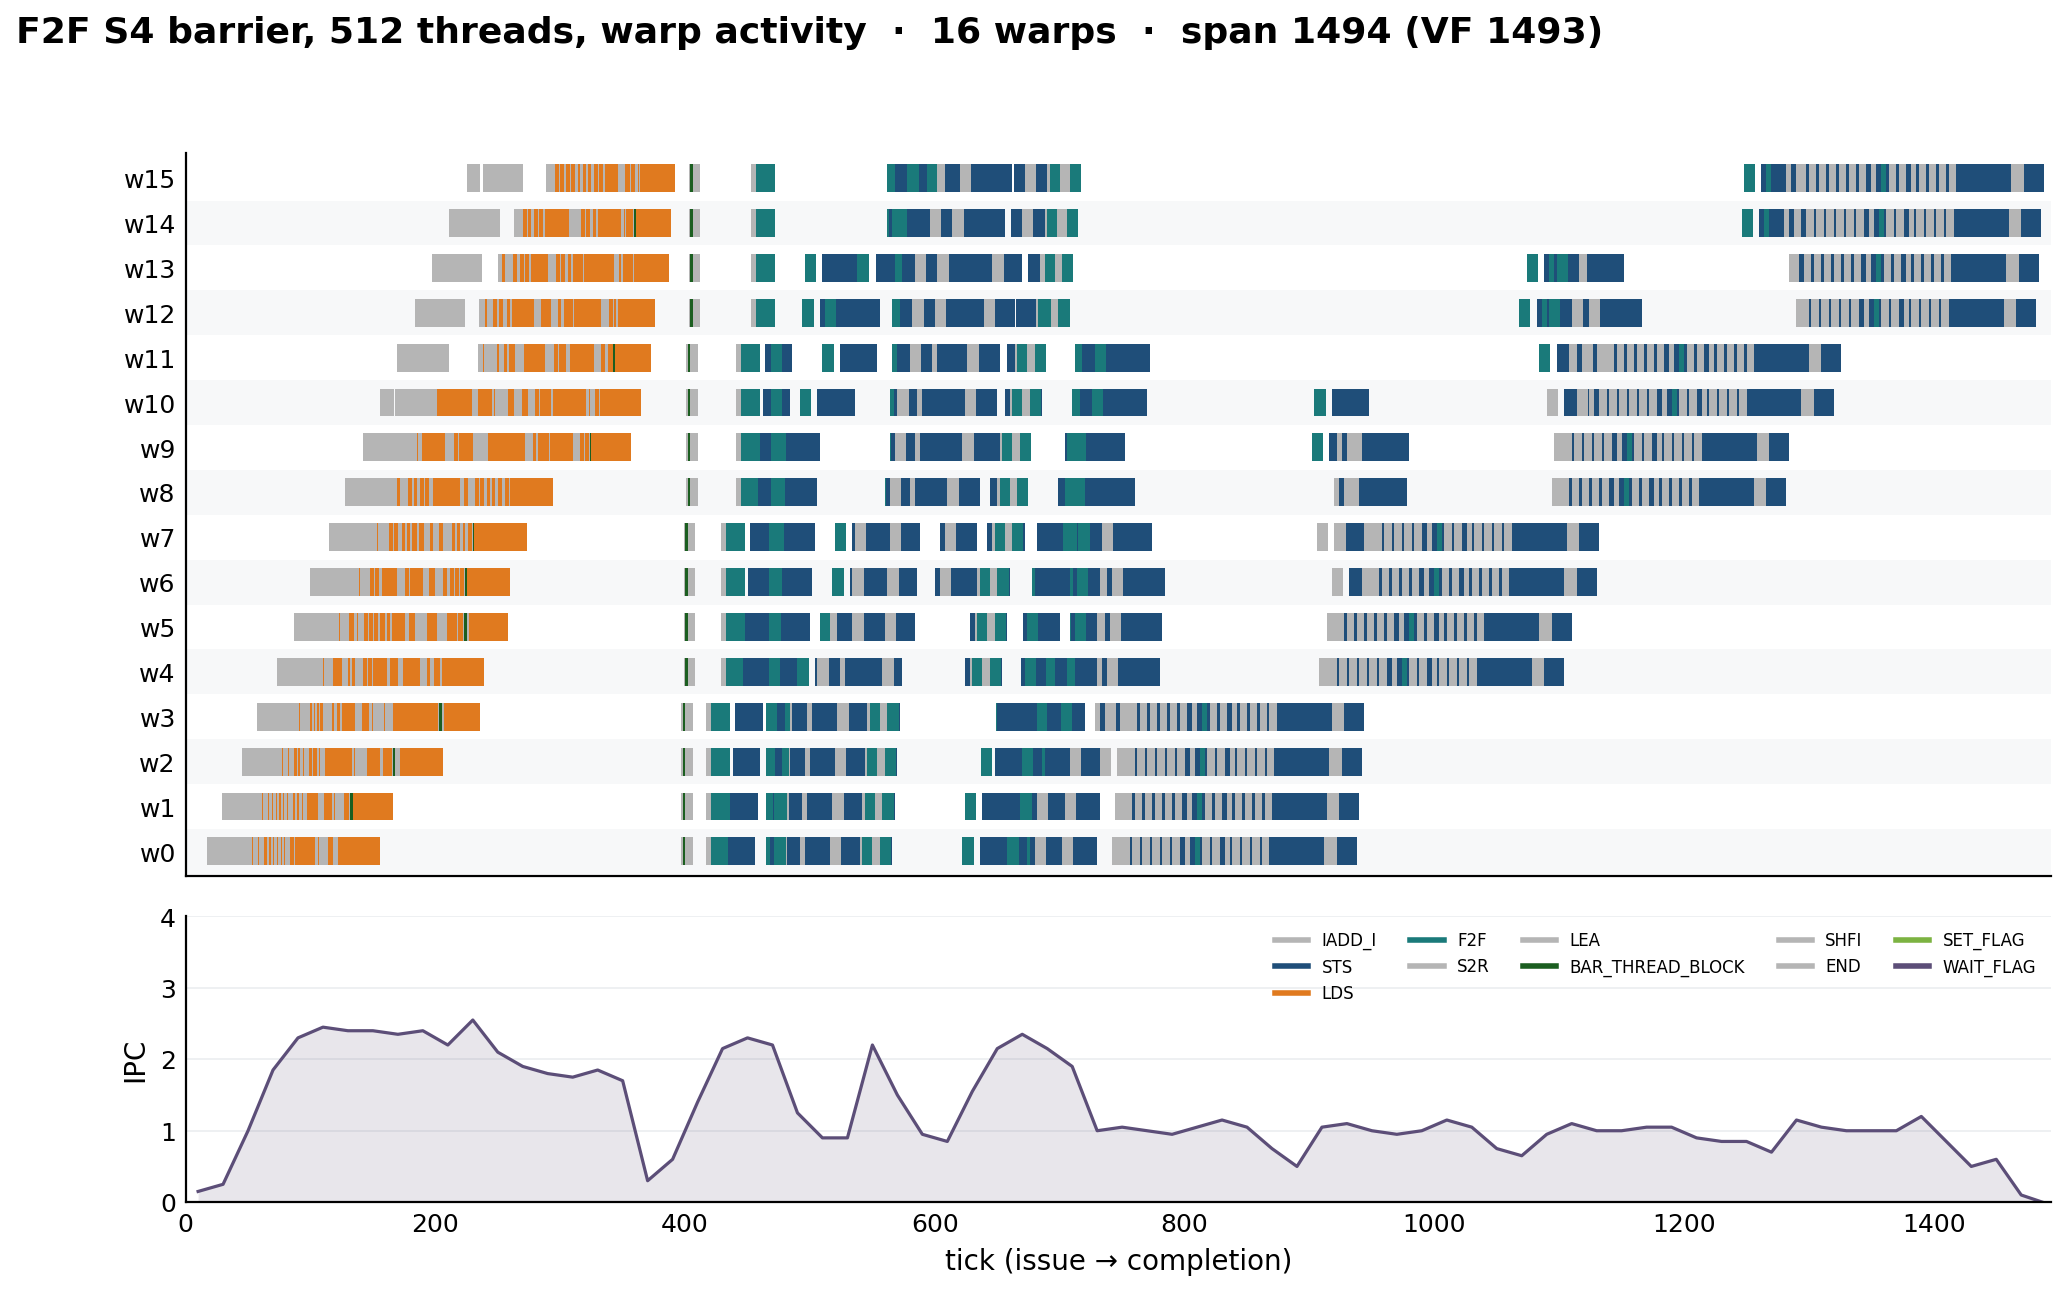 F2F S4 barrier, 512 threads, warp activity · 16 warps · span 1494 (VF 1493)
w15
w14
w13
w12
w11
w10
w9
w8
w7
w6
w5
w4
w3
w2
w1
w0
4
3
2
1
0
IPC
IADD_I F2F LEA SHFI SET_FLAG
STS S2R BAR_THREAD_BLOCK END WAIT_FLAG
LDS
0 200 400 600 800 1000 1200 1400
tick (issue → completion)